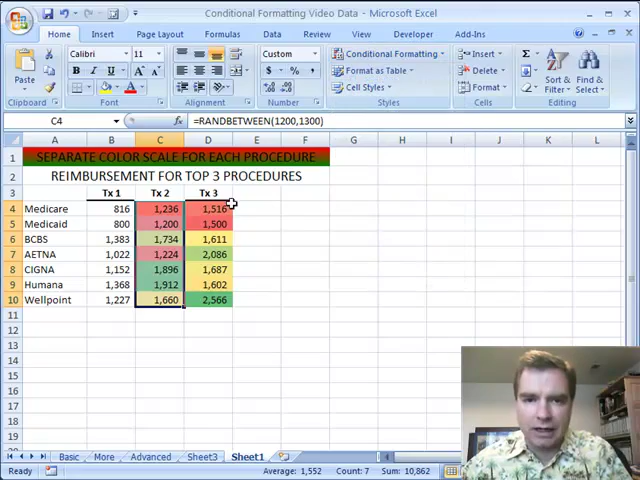 Conditional Formatting Video Data - Microsoft Excel
Home Insert Page Layout Formulas Data Review View Developer Add-Ins
Calibri 11 Custom Conditional Formatting Insert
Paste B I U $ % , Format as Table Delete Sort & Filter Find & Select
Cell Styles Format
Clipboard Font Alignment Number Styles Cells Editing
C4 fx =RANDBETWEEN(1200,1300)
A B C D E F G H I J K L
1 SEPARATE COLOR SCALE FOR EACH PROCEDURE
2 REIMBURSEMENT FOR TOP 3 PROCEDURES
3 Tx 1 Tx 2 Tx 3
4 Medicare 816 1,236 1,516
5 Medicaid 800 1,200 1,500
6 BCBS 1,383 1,734 1,611
7 AETNA 1,022 1,224 2,086
8 CIGNA 1,152 1,896 1,687
9 Humana 1,368 1,912 1,602
10 Wellpoint 1,227 1,660 2,566
11
12
13
14
15
16
17
18
19
20
Basic More Advanced Sheet3 Sheet1
Ready Average: 1,552 Count: 7 Sum: 10,862